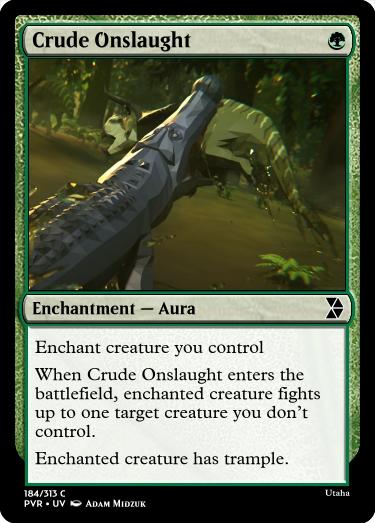 Crude Onslaught
Enchantment — Aura
Enchant creature you control
When Crude Onslaught enters the
battlefield, enchanted creature fights
up to one target creature you don't
control.
Enchanted creature has trample.
184/313 C
Utaha
PVR • UV Adam Midzuk